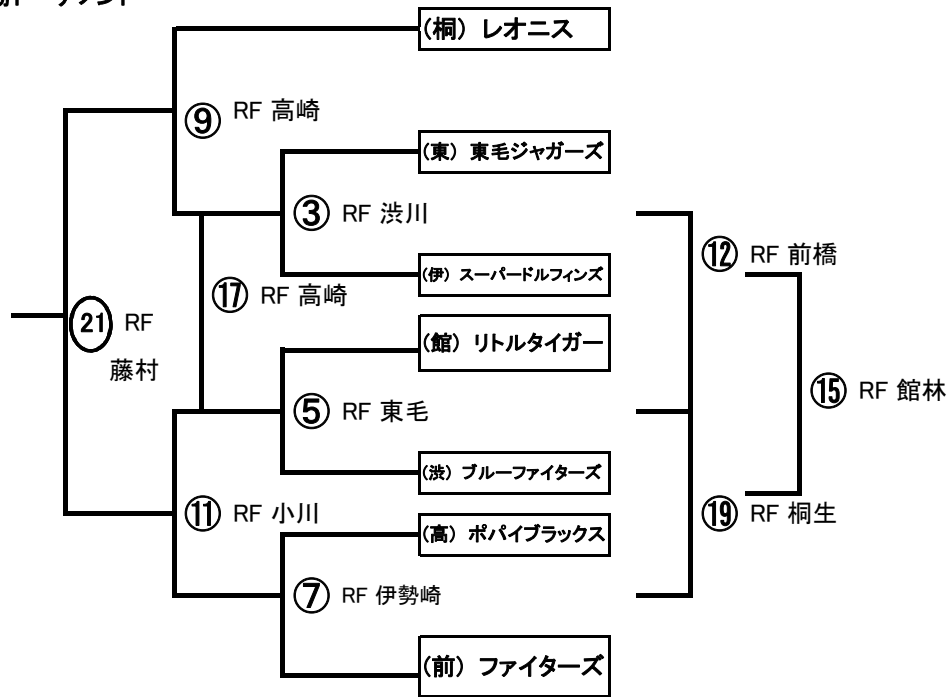 (桐) レオニス
⑨ RF 高崎
(東) 東毛ジャガーズ
③ RF 渋川
⑫ RF 前橋
(伊) スーパードルフィンズ
⑰ RF 高崎
㉑ RF
藤村
(館) リトルタイガー
⑮ RF 館林
⑤ RF 東毛
(渋) ブルーファイターズ
⑪ RF 小川
⑲ RF 桐生
(高) ポパイブラックス
⑦ RF 伊勢崎
(前) ファイターズ